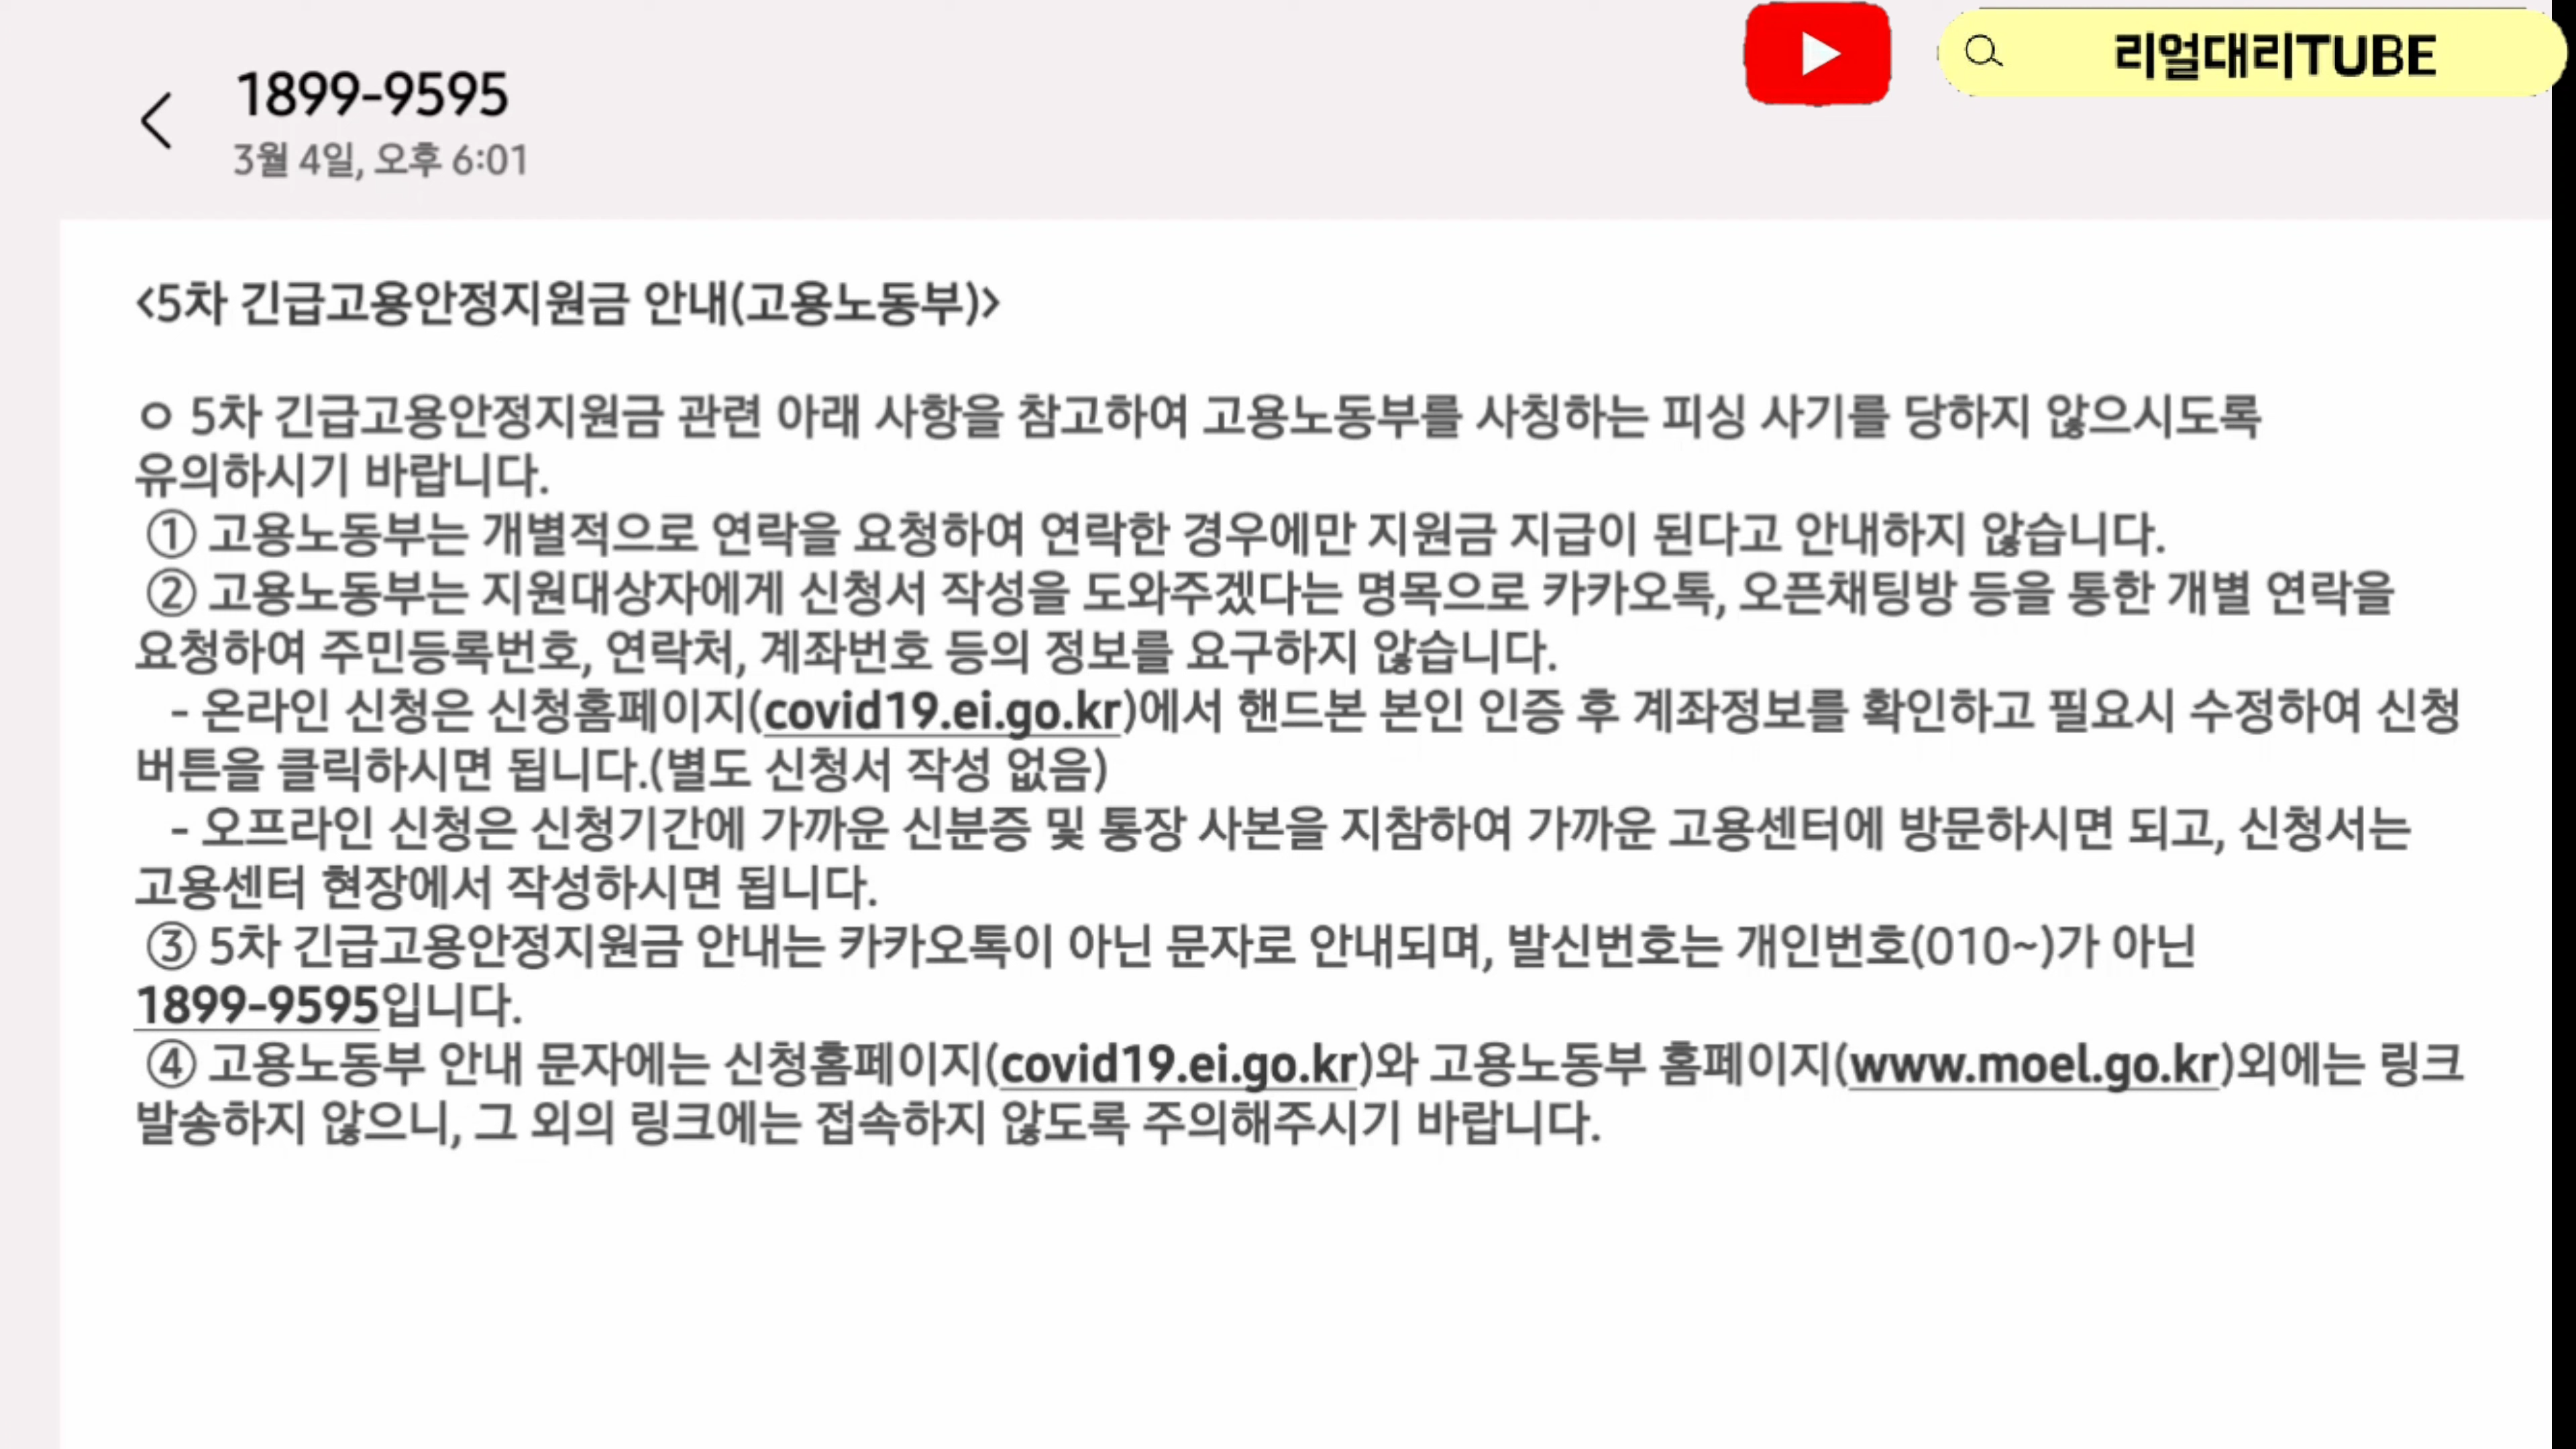 1899-9595
3월 4일, 오후 6:01
리얼대리TUBE
<5차 긴급고용안정지원금 안내(고용노동부)>
ㅇ 5차 긴급고용안정지원금 관련 아래 사항을 참고하여 고용노동부를 사칭하는 피싱 사기를 당하지 않으시도록
유의하시기 바랍니다.
① 고용노동부는 개별적으로 연락을 요청하여 연락한 경우에만 지원금 지급이 된다고 안내하지 않습니다.
② 고용노동부는 지원대상자에게 신청서 작성을 도와주겠다는 명목으로 카카오톡, 오픈채팅방 등을 통한 개별 연락을
요청하여 주민등록번호, 연락처, 계좌번호 등의 정보를 요구하지 않습니다.
- 온라인 신청은 신청홈페이지(covid19.ei.go.kr)에서 핸드본 본인 인증 후 계좌정보를 확인하고 필요시 수정하여 신청
버튼을 클릭하시면 됩니다.(별도 신청서 작성 없음)
- 오프라인 신청은 신청기간에 가까운 신분증 및 통장 사본을 지참하여 가까운 고용센터에 방문하시면 되고, 신청서는
고용센터 현장에서 작성하시면 됩니다.
③ 5차 긴급고용안정지원금 안내는 카카오톡이 아닌 문자로 안내되며, 발신번호는 개인번호(010~)가 아닌
1899-9595입니다.
④ 고용노동부 안내 문자에는 신청홈페이지(covid19.ei.go.kr)와 고용노동부 홈페이지(www.moel.go.kr)외에는 링크
발송하지 않으니, 그 외의 링크에는 접속하지 않도록 주의해주시기 바랍니다.